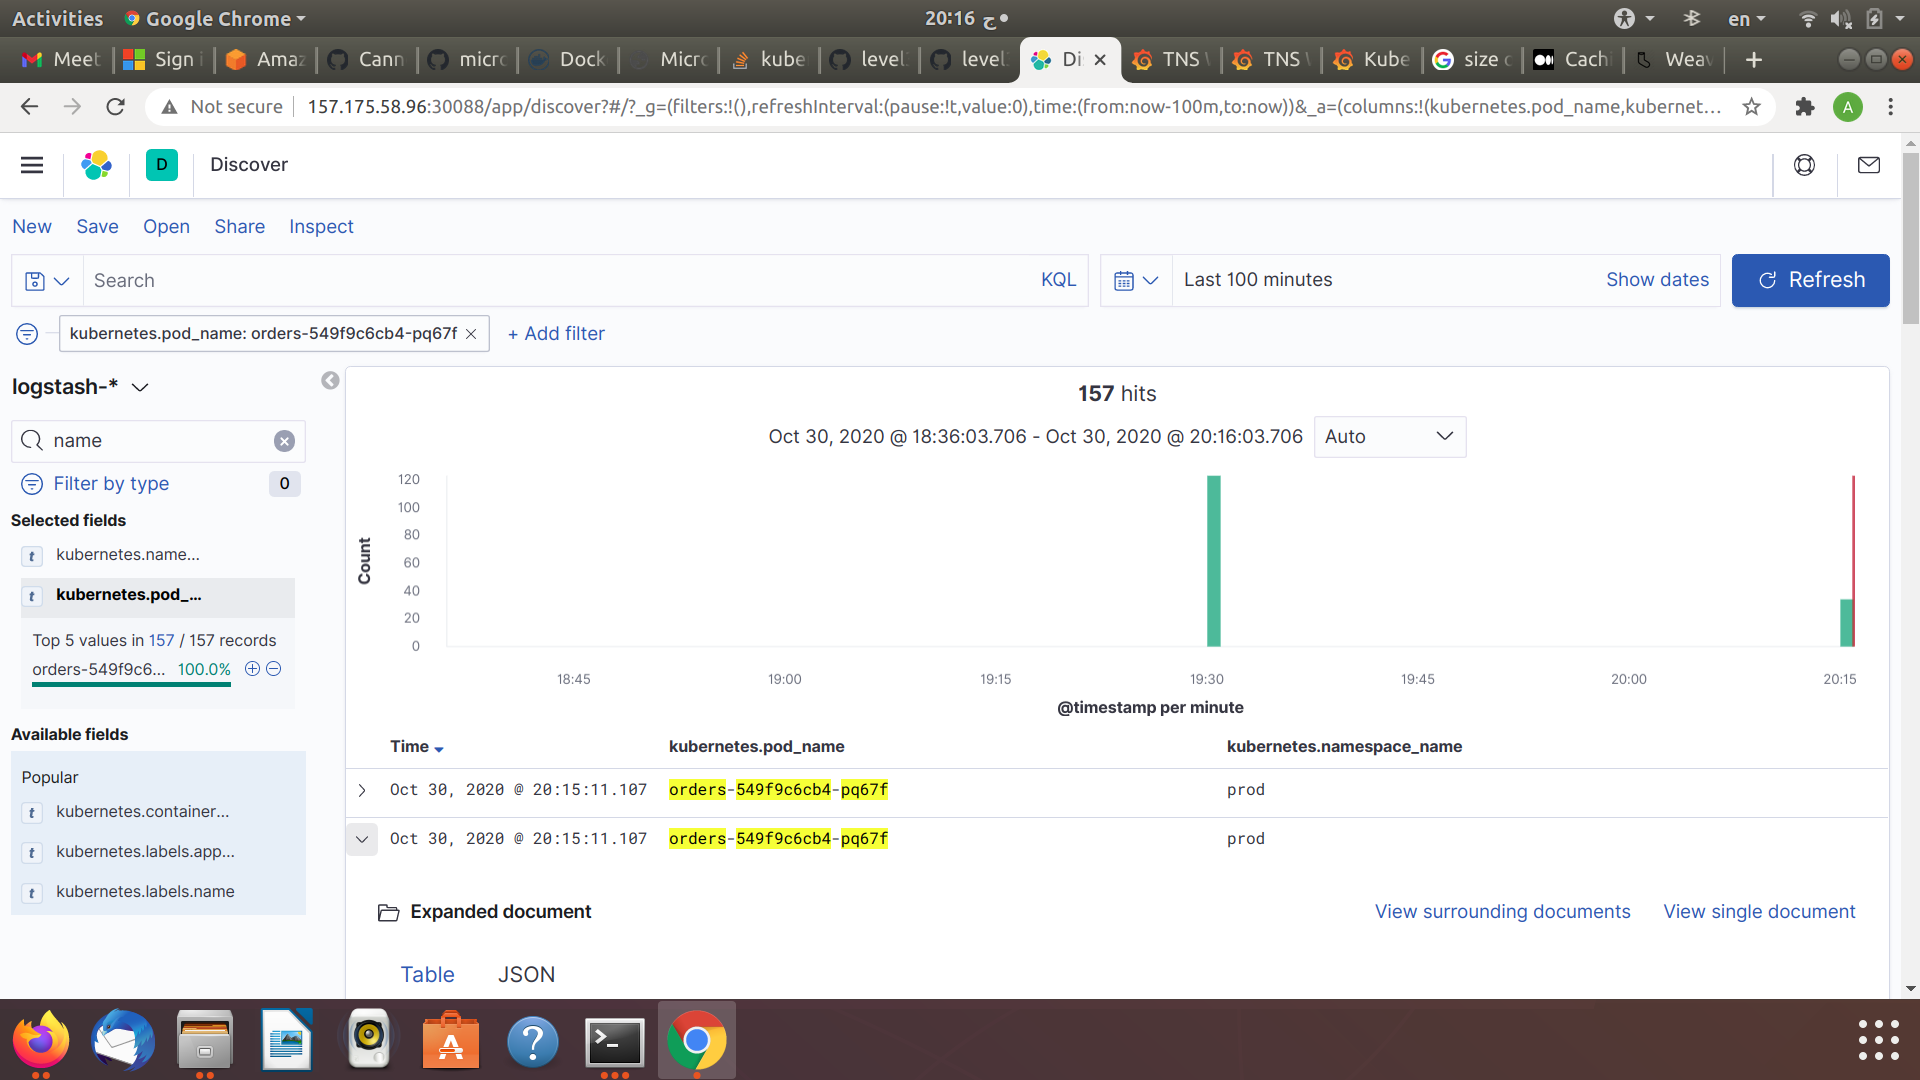 Activities Google Chrome 20:16 ج en
Meet Sign i Amaz Cann micro Dock Micro kube level level Di TNS TNS Kube size Cachi Weav
Not secure 157.175.58.96:30088/app/discover?#/?_g=(filters:!(),refreshInterval:(pause:!t,value:0),time:(from:now-100m,to:now))&_a=(columns:!(kubernetes.pod_name,kubernet... A
D Discover
New Save Open Share Inspect
Search KQL Last 100 minutes Show dates Refresh
kubernetes.pod_name: orders-549f9c6cb4-pq67f + Add filter
logstash-*
name
Filter by type 0
Selected fields
t kubernetes.name...
t kubernetes.pod_...
Top 5 values in 157 / 157 records
orders-549f9c6... 100.0%
Available fields
Popular
t kubernetes.container...
t kubernetes.labels.app...
t kubernetes.labels.name
157 hits
Oct 30, 2020 @ 18:36:03.706 - Oct 30, 2020 @ 20:16:03.706 Auto
Count
120
100
80
60
40
20
0
18:45 19:00 19:15 19:30 19:45 20:00 20:15
@timestamp per minute
Time kubernetes.pod_name kubernetes.namespace_name
Oct 30, 2020 @ 20:15:11.107 orders-549f9c6cb4-pq67f prod
Oct 30, 2020 @ 20:15:11.107 orders-549f9c6cb4-pq67f prod
Expanded document View surrounding documents View single document
Table JSON